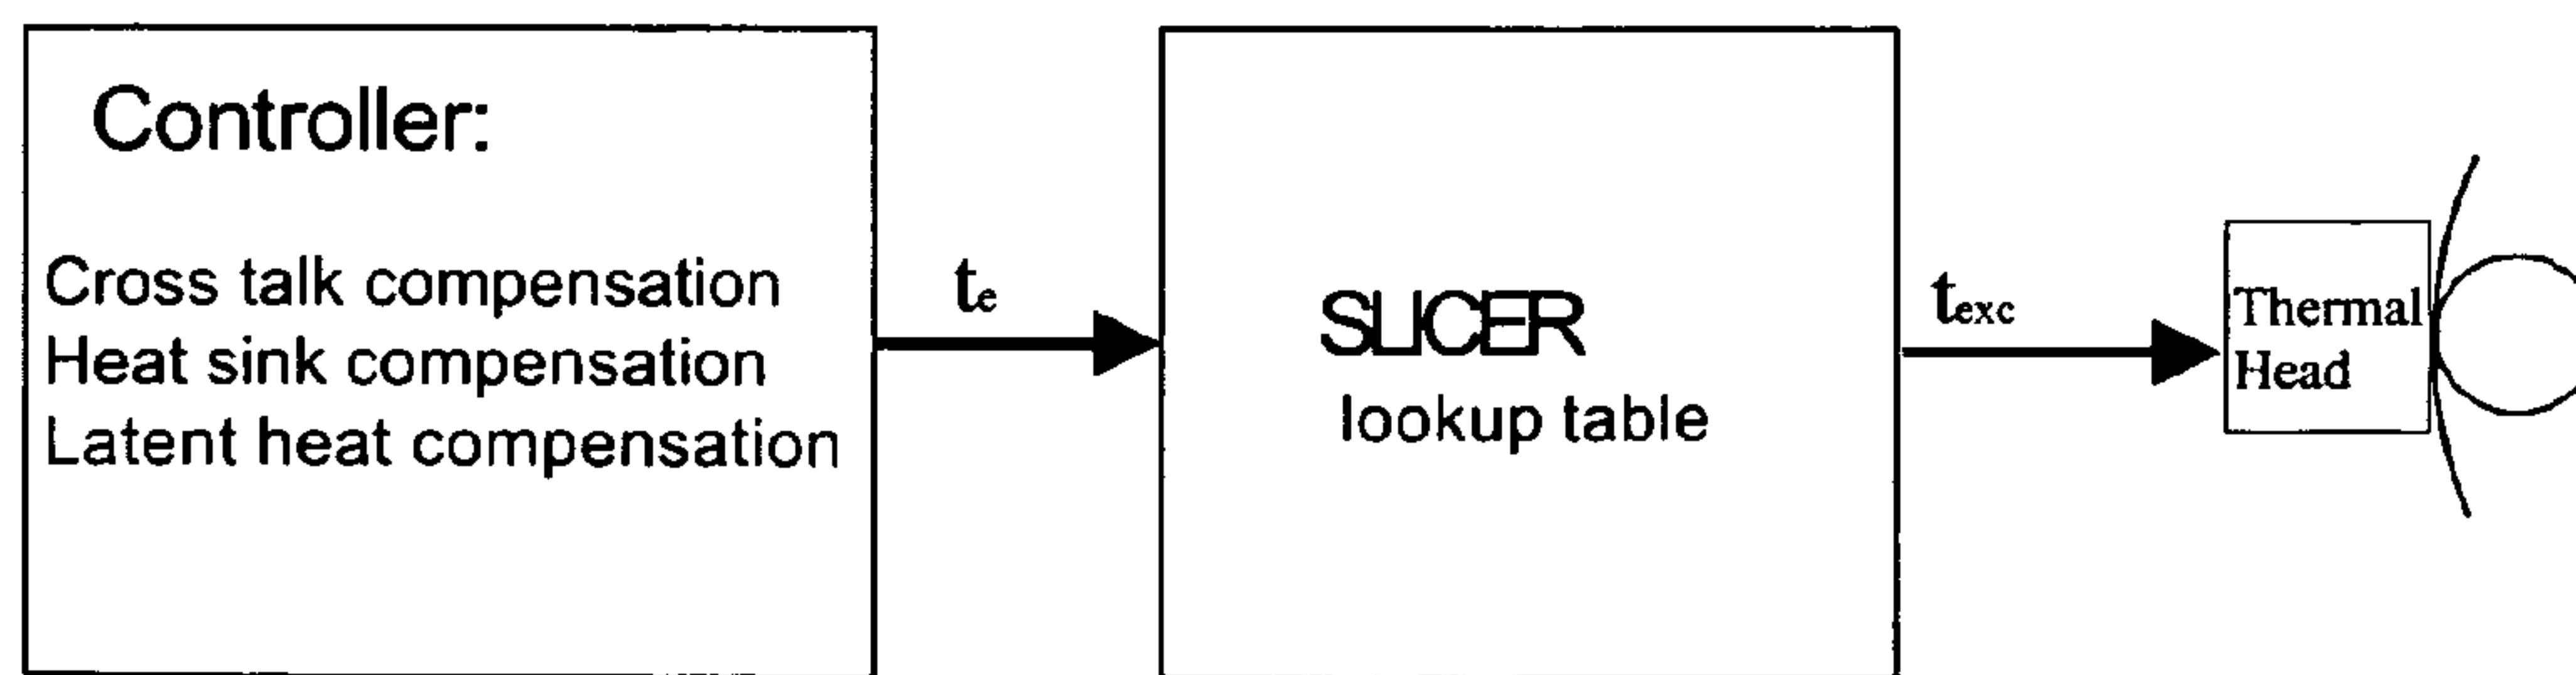 Controller:
Cross talk compensation
Heat sink compensation
Latent heat compensation
te
SLICER
lookup table
texc
Thermal
Head